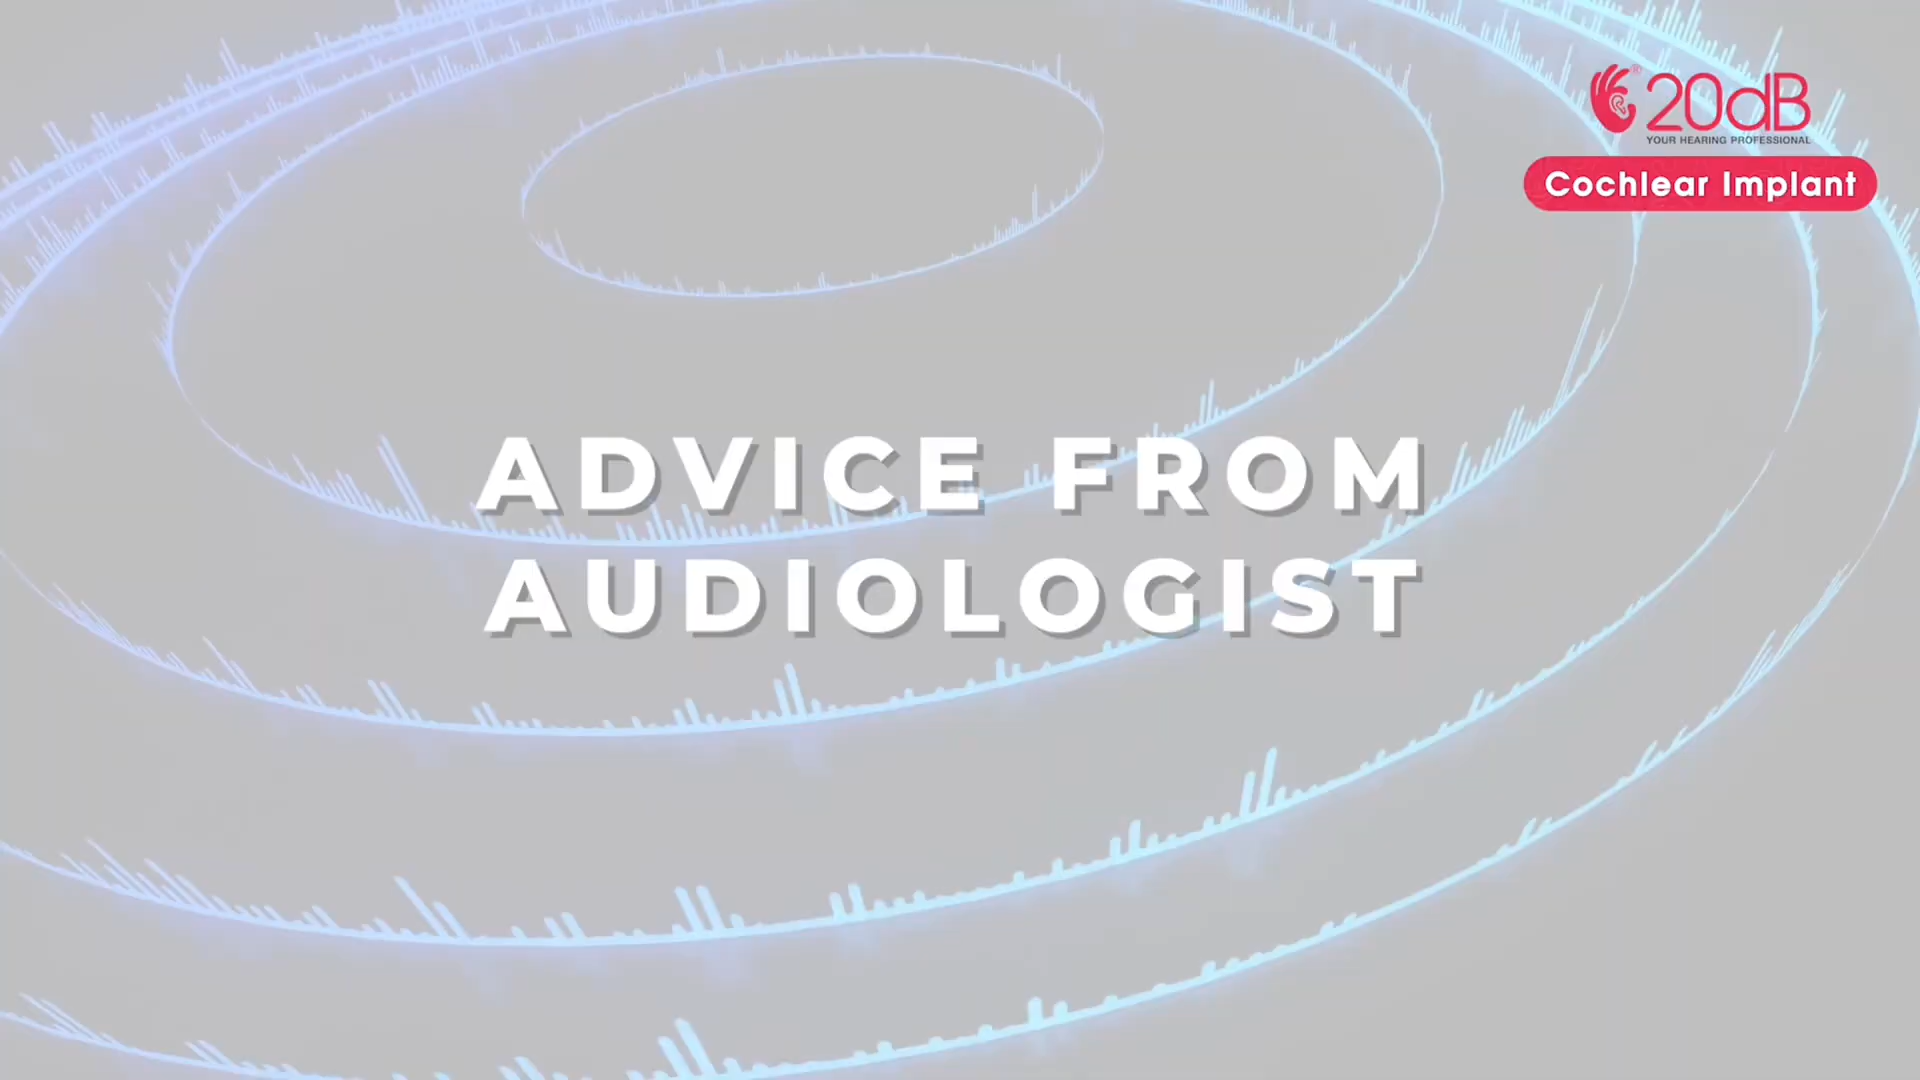 20dB
YOUR HEARING PROFESSIONAL
Cochlear Implant
ADVICE FROM
AUDIOLOGIST